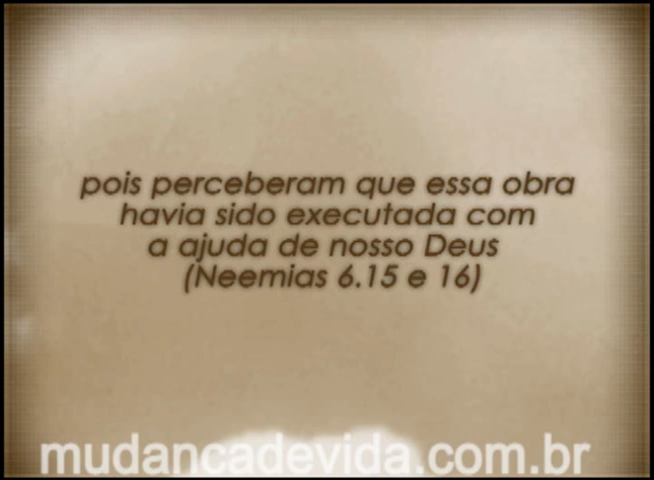 pois perceberam que essa obra
havia sido executada com
a ajuda de nosso Deus
(Neemias 6.15 e 16)
mudancadevida.com.br